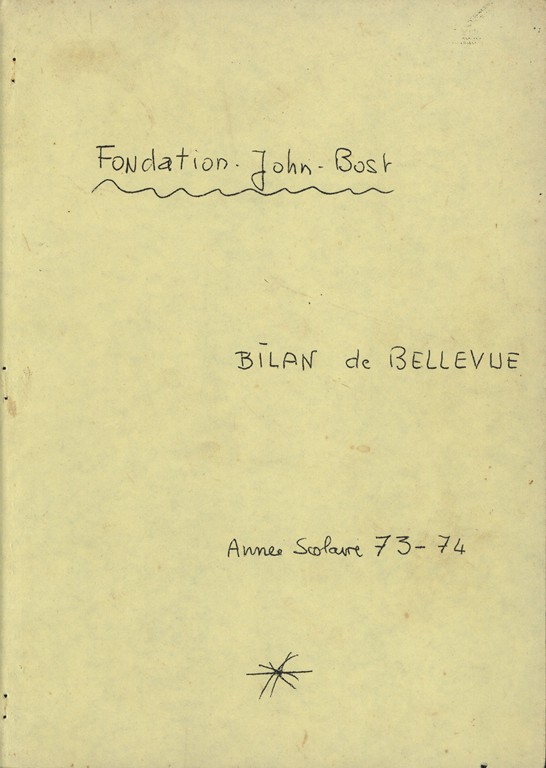 Fondation - John - Bost
BILAN de BELLEVUE
Année Scolaire 73 - 74